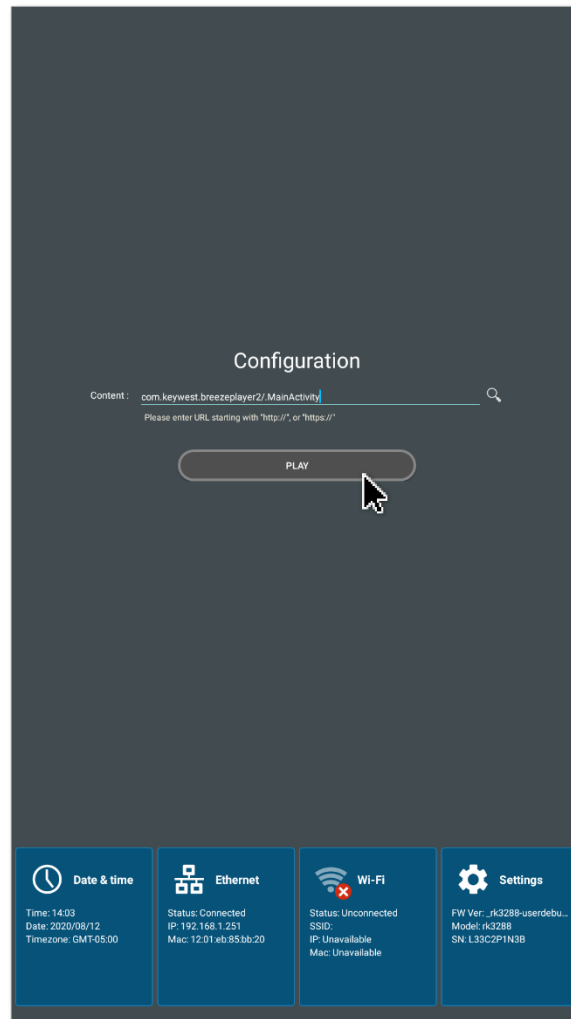 Configuration
Content : com.keywest.breezeplayer2/.MainActivity
Please enter URL starting with "http://", or "https://"
PLAY
Date & time
Time: 14:03
Date: 2020/08/12
Timezone: GMT-05:00
Ethernet
Status: Connected
IP: 192.168.1.251
Mac: 12:01:eb:85:bb:20
Wi-Fi
Status: Unconnected
SSID:
IP: Unavailable
Mac: Unavailable
Settings
FW Ver: _rk3288-userdebu...
Model: rk3288
SN: L33C2P1N3B